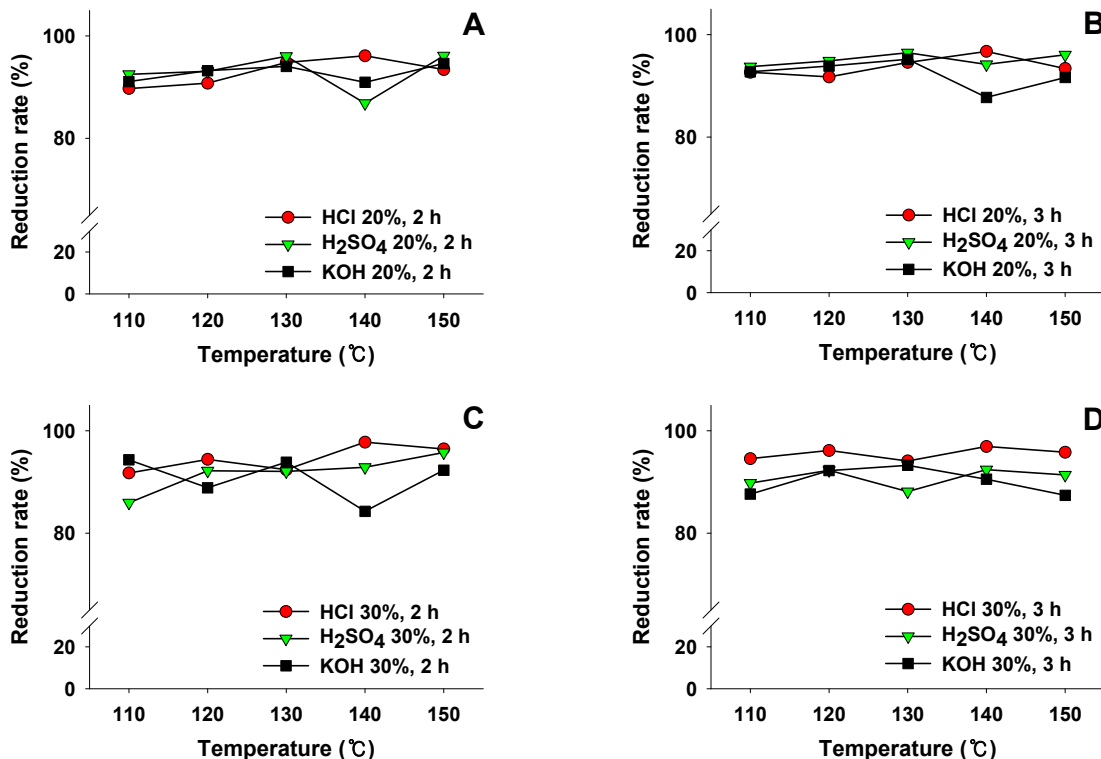 A
Reduction rate (%)
100
80
20
0
HCl 20%, 2 h
H₂SO₄ 20%, 2 h
KOH 20%, 2 h
110 120 130 140 150
Temperature (℃)
B
Reduction rate (%)
100
80
20
0
HCl 20%, 3 h
H₂SO₄ 20%, 3 h
KOH 20%, 3 h
110 120 130 140 150
Temperature (℃)
C
Reduction rate (%)
100
80
20
0
HCl 30%, 2 h
H₂SO₄ 30%, 2 h
KOH 30%, 2 h
110 120 130 140 150
Temperature (℃)
D
Reduction rate (%)
100
80
20
0
HCl 30%, 3 h
H₂SO₄ 30%, 3 h
KOH 30%, 3 h
110 120 130 140 150
Temperature (℃)